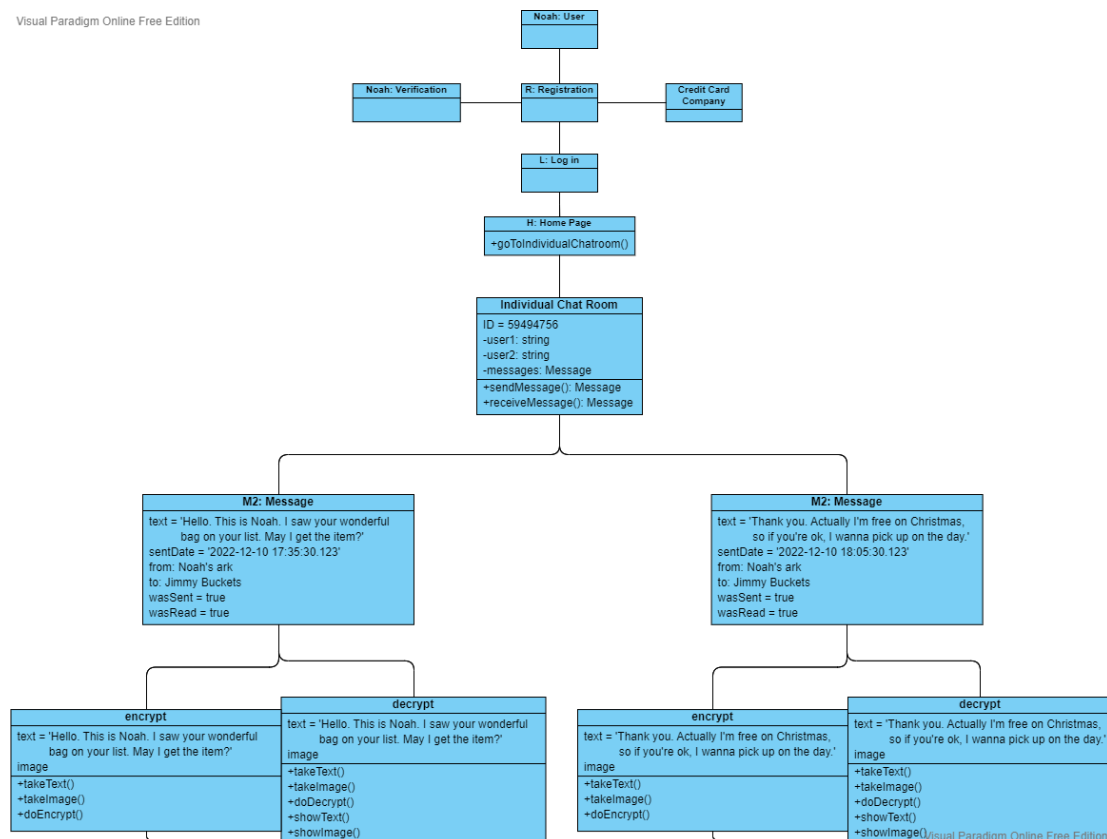 Visual Paradigm Online Free Edition
Noah: User
Noah: Verification
R: Registration
Credit Card
Company
L: Log in
H: Home Page
+goToIndividualChatroom()
Individual Chat Room
ID = 59494756
-user1: string
-user2: string
-messages: Message
+sendMessage(): Message
+receiveMessage(): Message
M2: Message
text = 'Hello. This is Noah. I saw your wonderful
bag on your list. May I get the item?'
sentDate = '2022-12-10 17:35:30.123'
from: Noah's ark
to: Jimmy Buckets
wasSent = true
wasRead = true
M2: Message
text = 'Thank you. Actually I'm free on Christmas,
so if you're ok, I wanna pick up on the day.'
sentDate = '2022-12-10 18:05:30.123'
from: Noah's ark
to: Jimmy Buckets
wasSent = true
wasRead = true
encrypt
text = 'Hello. This is Noah. I saw your wonderful
bag on your list. May I get the item?'
image
+takeText()
+takeImage()
+doEncrypt()
decrypt
text = 'Hello. This is Noah. I saw your wonderful
bag on your list. May I get the item?'
image
+takeText()
+takeImage()
+doDecrypt()
+showText()
+showImage()
encrypt
text = 'Thank you. Actually I'm free on Christmas,
so if you're ok, I wanna pick up on the day.'
image
+takeText()
+takeImage()
+doEncrypt()
decrypt
text = 'Thank you. Actually I'm free on Christmas,
so if you're ok, I wanna pick up on the day.'
image
+takeText()
+takeImage()
+doDecrypt()
+showText()
+showImage()
Visual Paradigm Online Free Edition